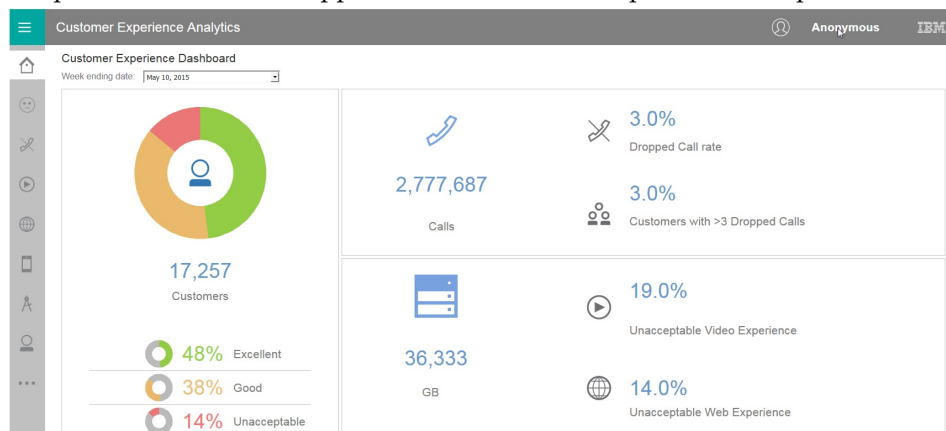 Customer Experience Analytics
Anonymous
IBM
Customer Experience Dashboard
Week ending date: May 10, 2015
17,257
Customers
48% Excellent
38% Good
14% Unacceptable
2,777,687
Calls
3.0%
Dropped Call rate
3.0%
Customers with >3 Dropped Calls
36,333
GB
19.0%
Unacceptable Video Experience
14.0%
Unacceptable Web Experience